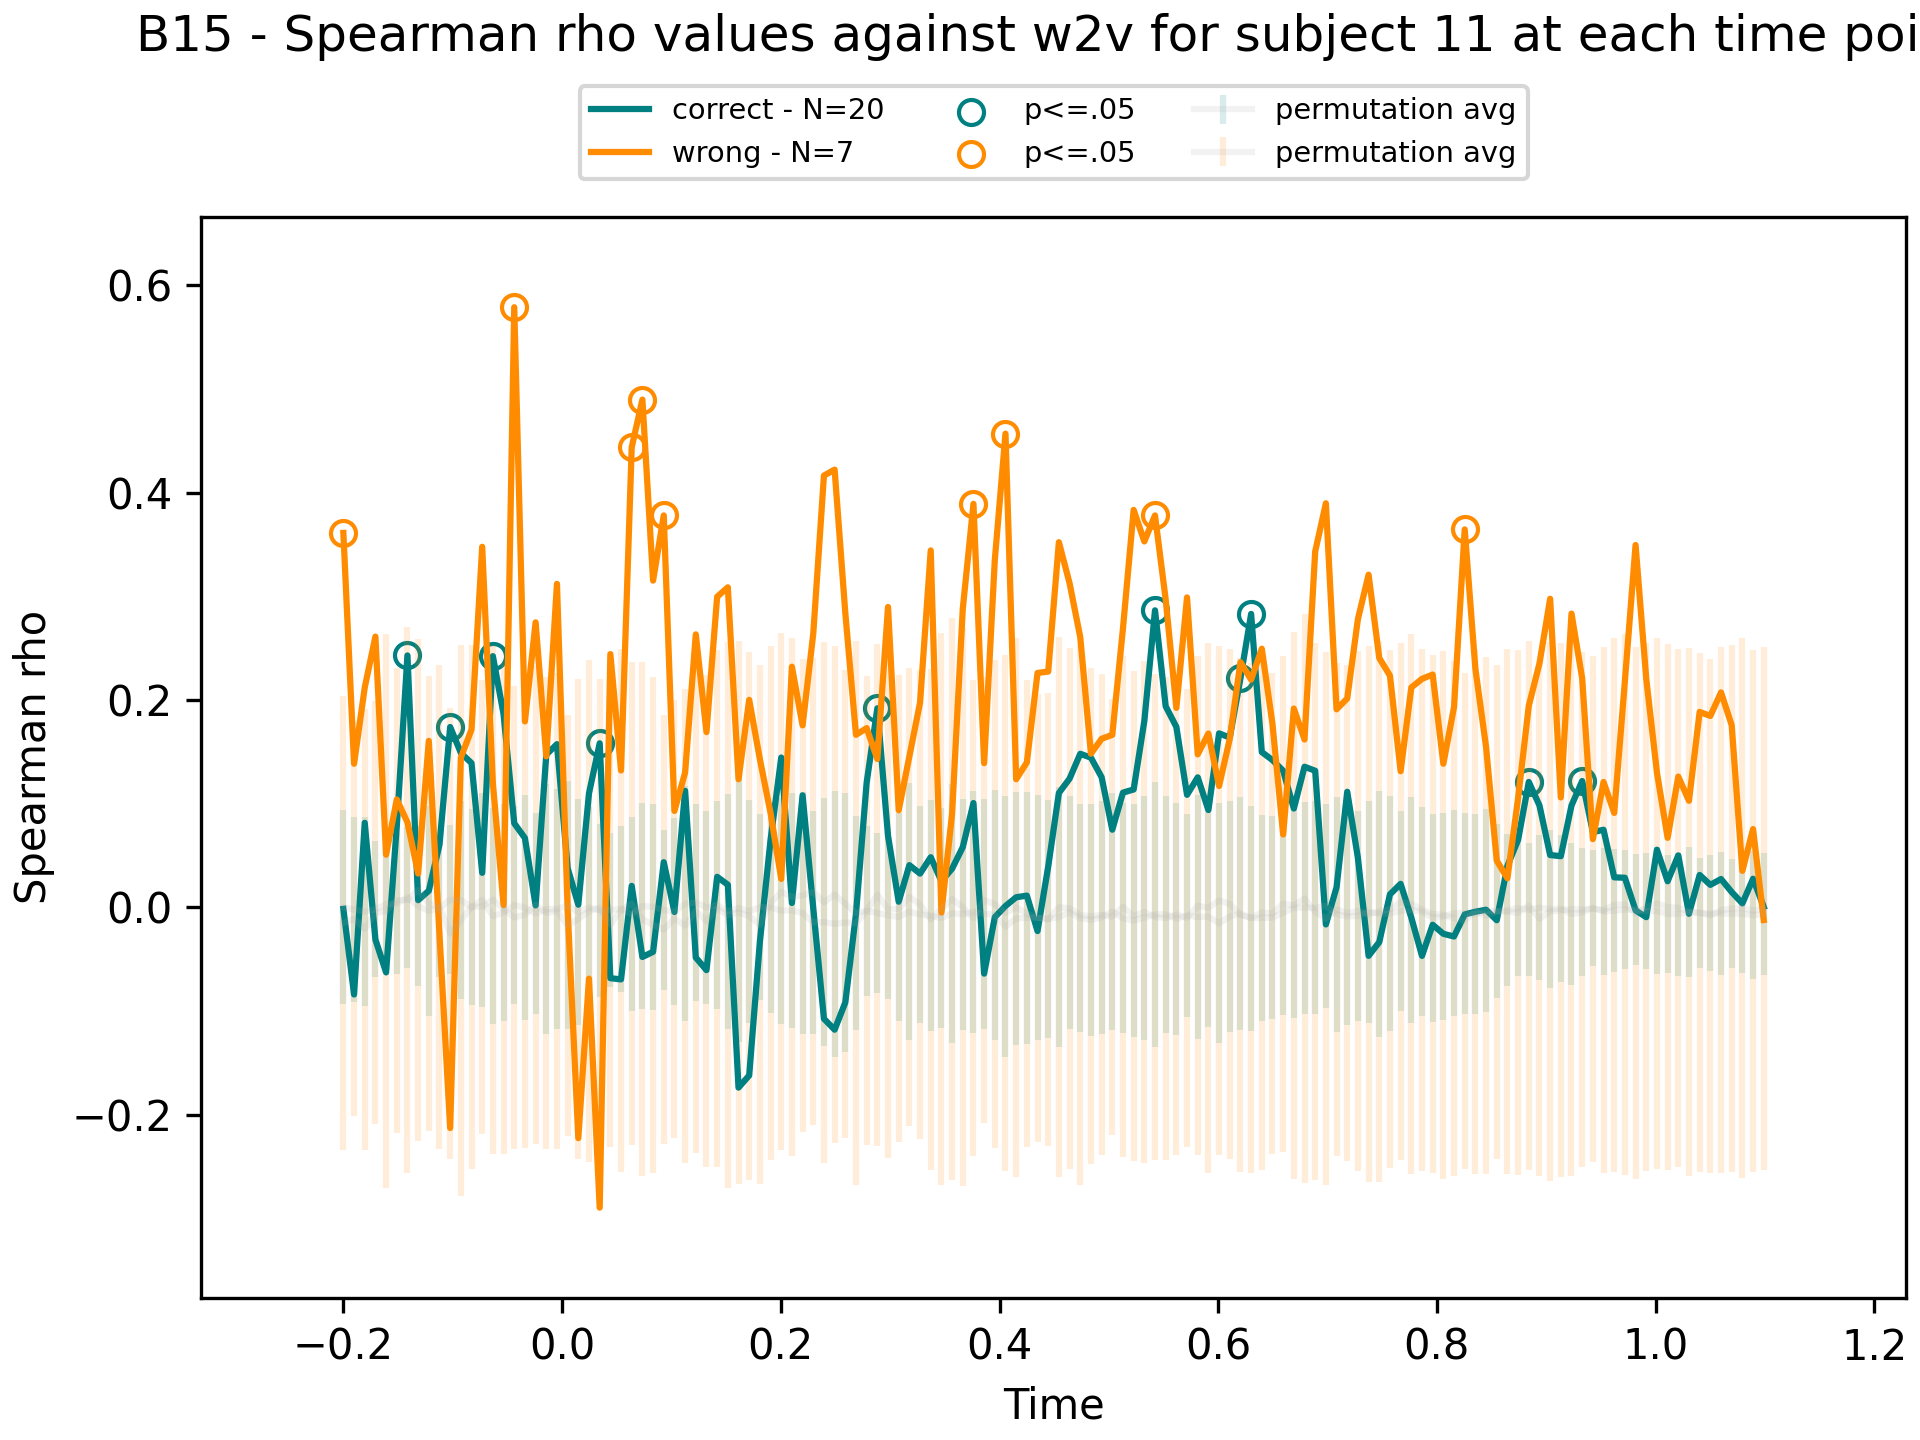 B15 - Spearman rho values against w2v for subject 11 at each time poi
correct - N=20
wrong - N=7
p<=.05
p<=.05
permutation avg
permutation avg
Spearman rho
0.6
0.4
0.2
0.0
−0.2
−0.2 0.0 0.2 0.4 0.6 0.8 1.0 1.2
Time